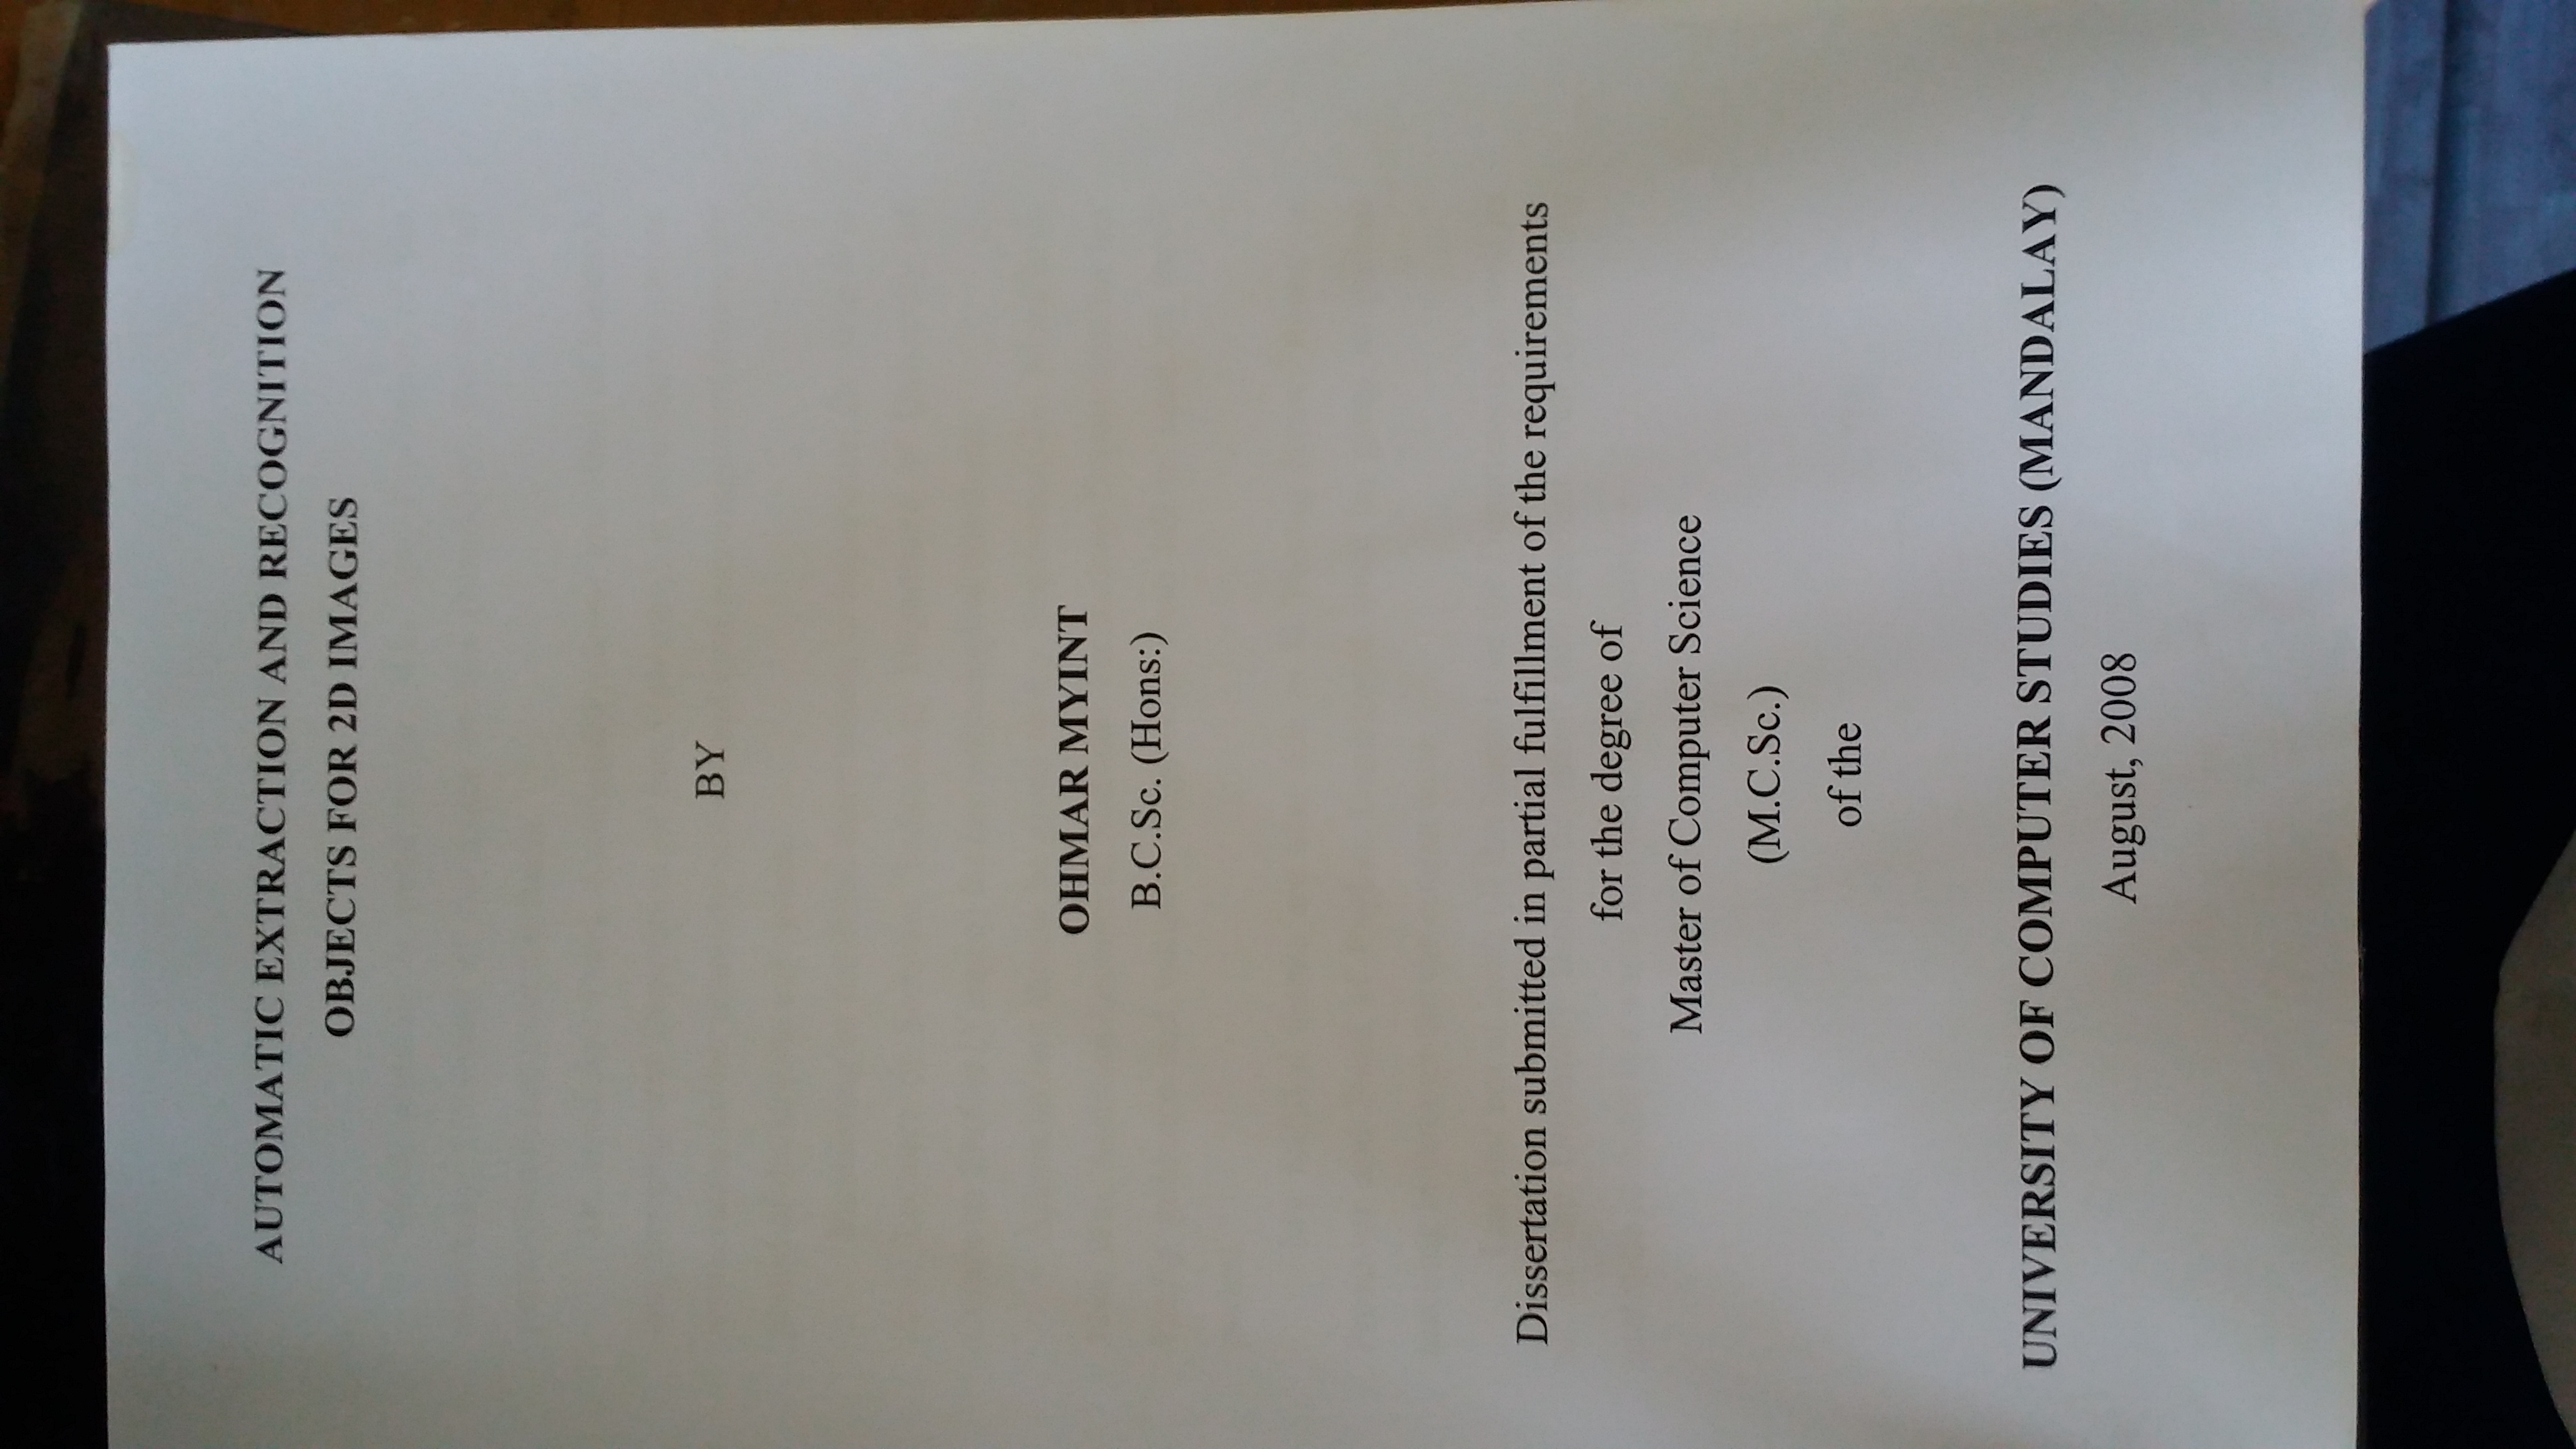 AUTOMATIC EXTRACTION AND RECOGNITION
OBJECTS FOR 2D IMAGES
BY
OHMAR MYINT
B.C.Sc. (Hons:)
Dissertation submitted in partial fulfillment of the requirements
for the degree of
Master of Computer Science
(M.C.Sc.)
of the
UNIVERSITY OF COMPUTER STUDIES (MANDALAY)
August, 2008